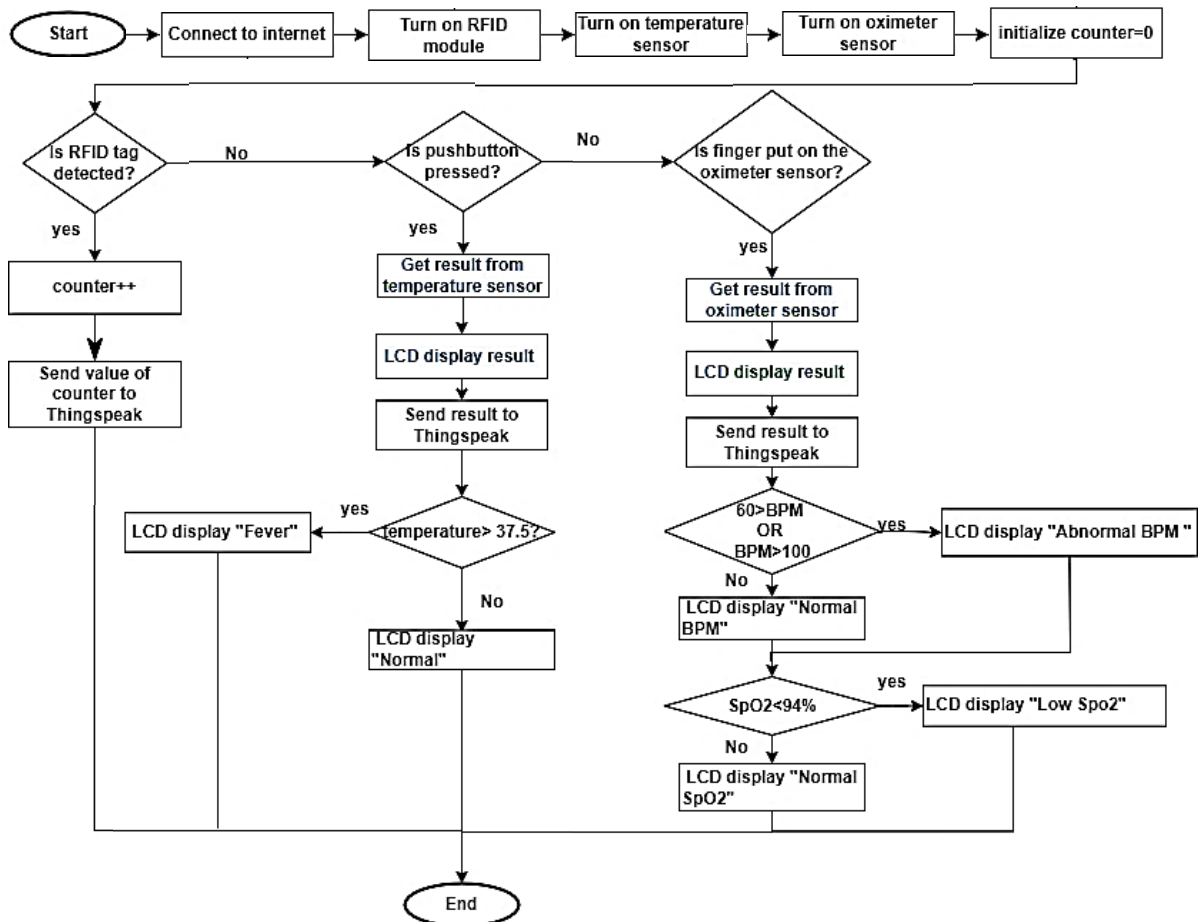 Start
Connect to internet
Turn on RFID
module
Turn on temperature
sensor
Turn on oximeter
sensor
initialize counter=0
Is RFID tag
detected?
No
Is pushbutton
pressed?
No
Is finger put on the
oximeter sensor?
yes
yes
yes
counter++
Get result from
temperature sensor
Get result from
oximeter sensor
Send value of
counter to
Thingspeak
LCD display result
LCD display result
Send result to
Thingspeak
Send result to
Thingspeak
LCD display "Fever"
yes
temperature> 37.5?
60>BPM
OR
BPM>100
yes
LCD display "Abnormal BPM "
No
No
LCD display
"Normal"
LCD display "Normal
BPM"
SpO2<94%
yes
LCD display "Low Spo2"
No
LCD display "Normal
SpO2"
End